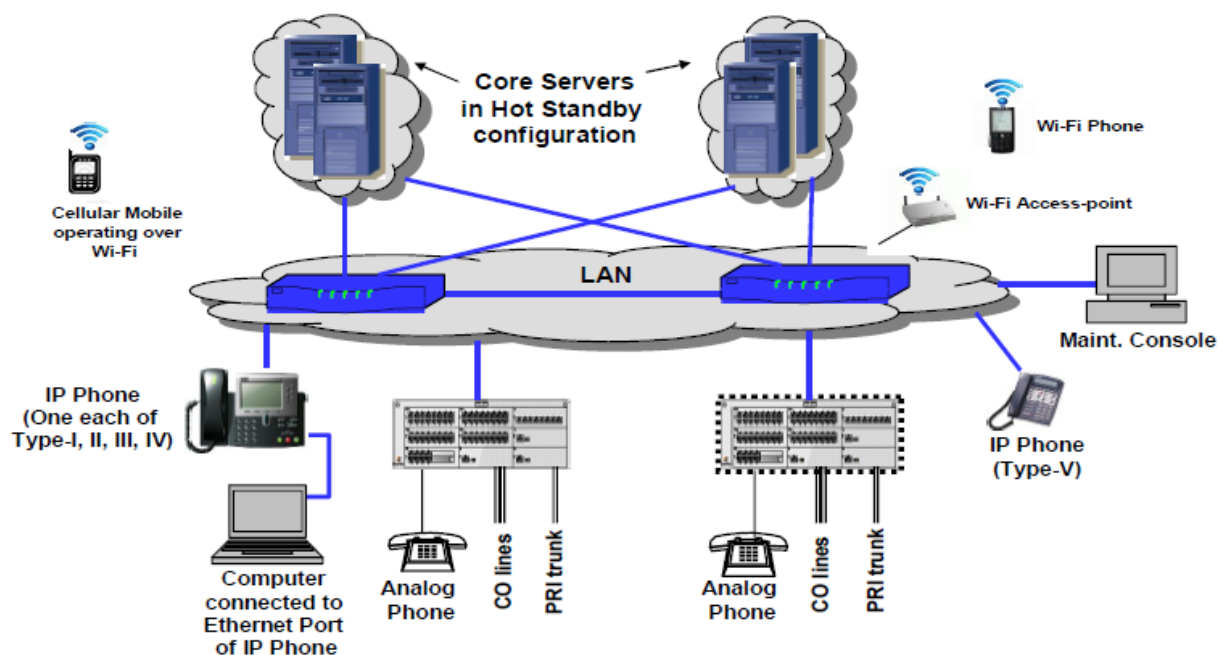 Core Servers
in Hot Standby
configuration
Wi-Fi Phone
Cellular Mobile
operating over
Wi-Fi
Wi-Fi Access-point
LAN
Maint. Console
IP Phone
(One each of
Type-I, II, III, IV)
IP Phone
(Type-V)
Analog
Phone
CO lines
PRI trunk
Analog
Phone
CO lines
PRI trunk
Computer
connected to
Ethernet Port
of IP Phone